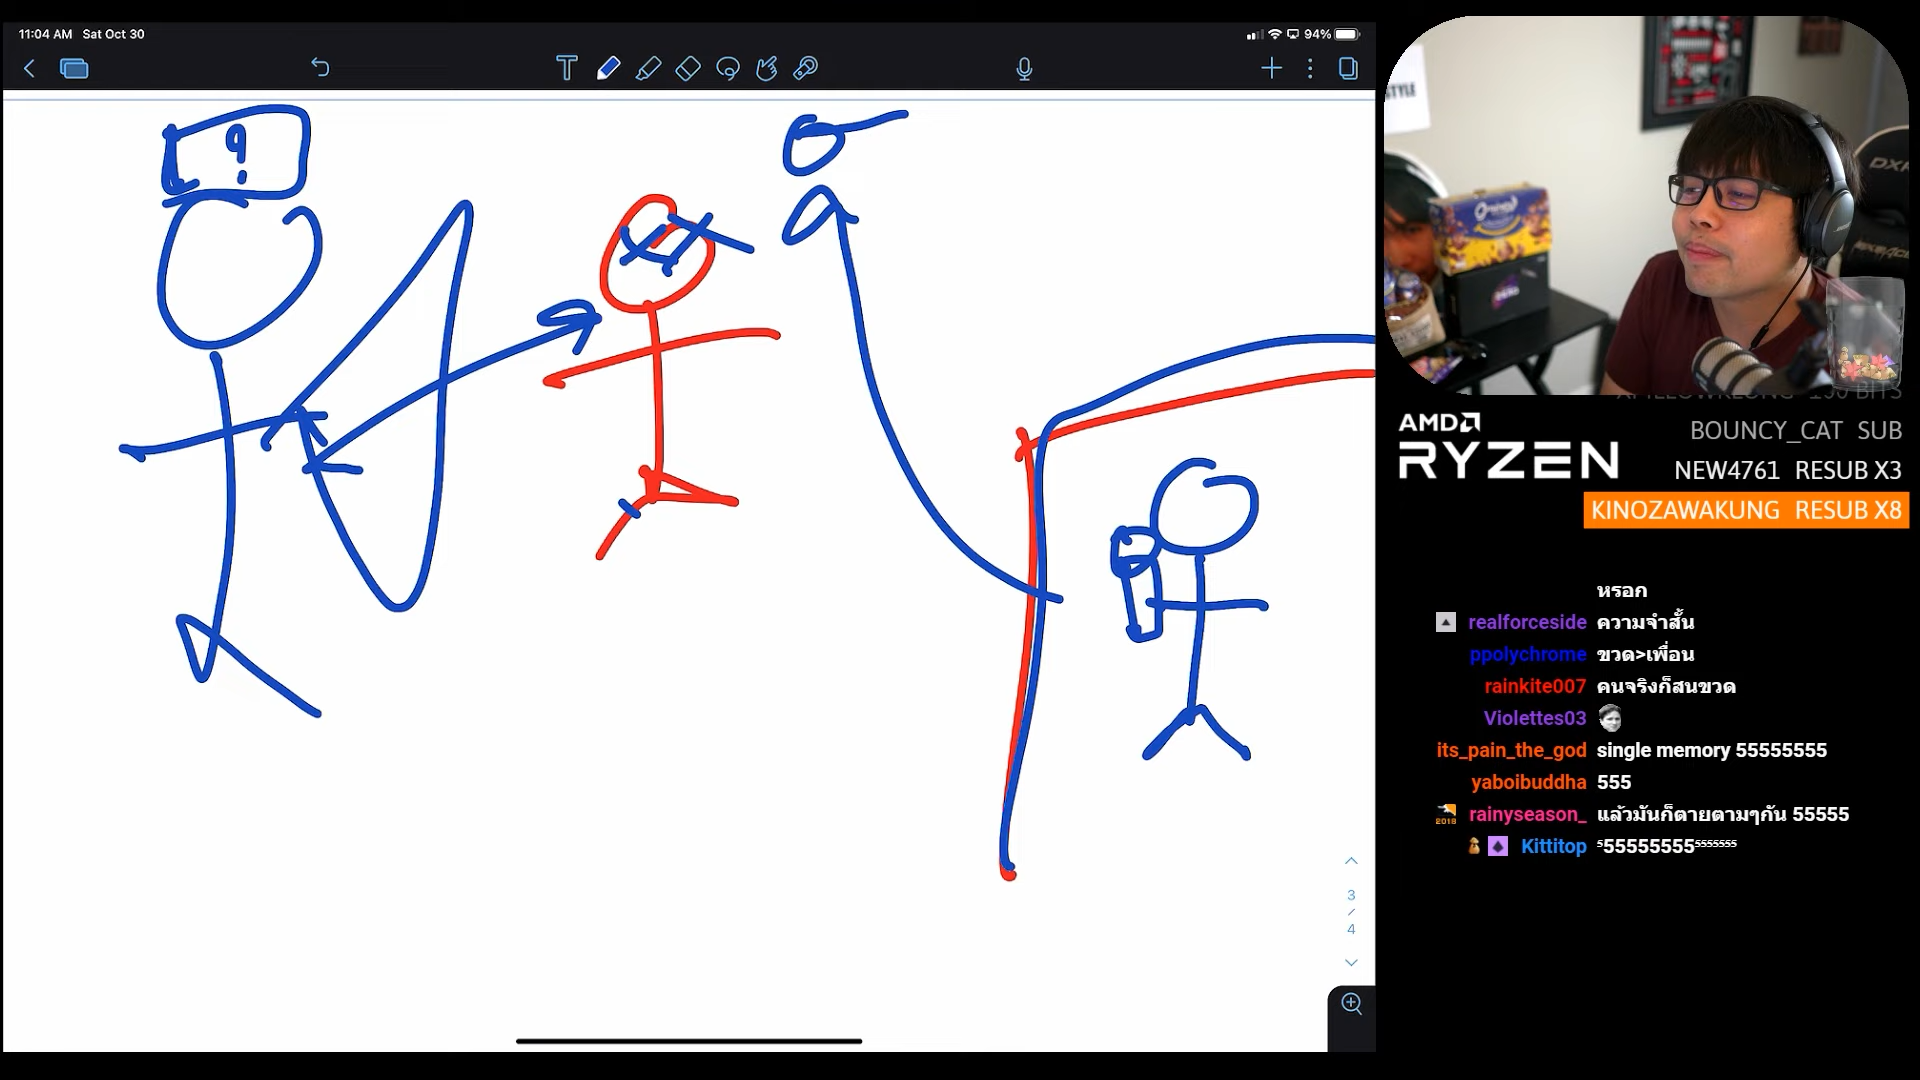 11:04 AM Sat Oct 30
94%
T
? !
3
/
4
STYLE
DXR
AMD
RYZEN
BOUNCY_CAT SUB
NEW4761 RESUB X3
KINOZAWAKUNG RESUB X8
หรอก
realforceside ความจำสั้น
ppolychrome ขวด>เพื่อน
rainkite007 คนจริงก็สนขวด
Violettes03
its_pain_the_god single memory 55555555
yaboibuddha 555
2018 rainyseason_ แล้วมันก็ตายตามๆกัน 55555
Kittitop ⁵55555555⁵⁵⁵⁵⁵⁵⁵